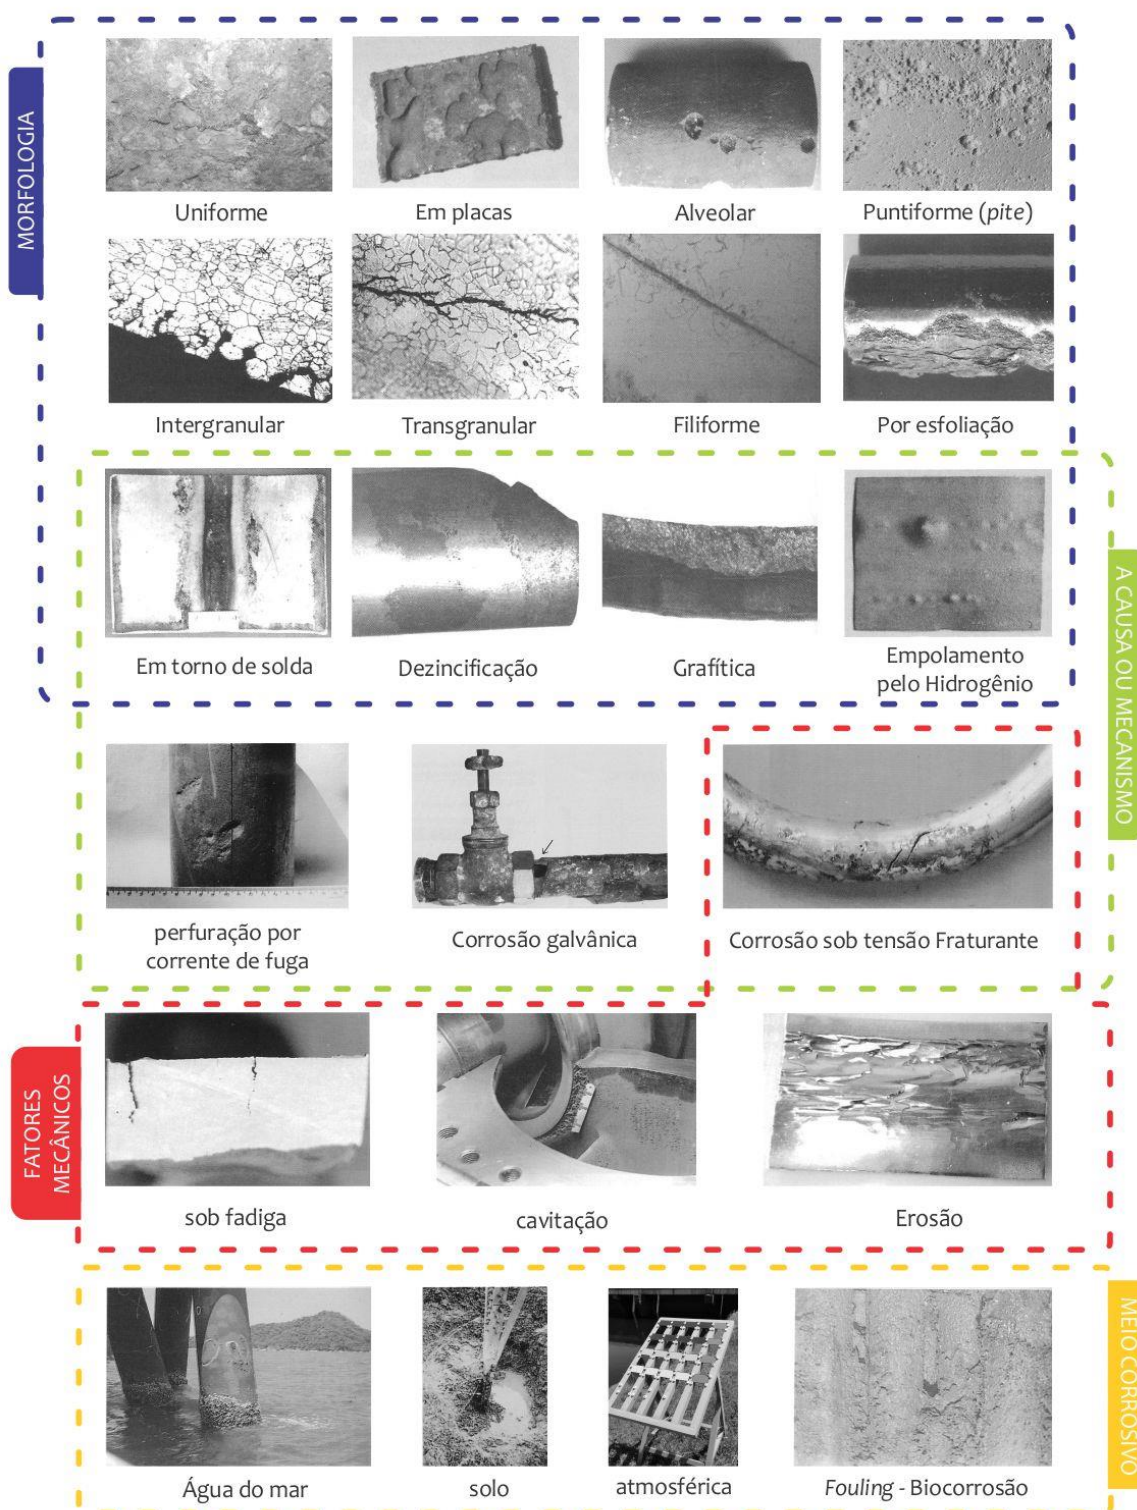 MORFOLOGIA
Uniforme
Em placas
Alveolar
Puntiforme (pite)
Intergranular
Transgranular
Filiforme
Por esfoliação
A CAUSA OU MECANISMO
Em torno de solda
Dezincificação
Grafítica
Empolamento
pelo Hidrogênio
perfuração por
corrente de fuga
Corrosão galvânica
Corrosão sob tensão Fraturante
FATORES
MECÂNICOS
sob fadiga
cavitação
Erosão
MEIO CORROSIVO
Água do mar
solo
atmosférica
Fouling - Biocorrosão